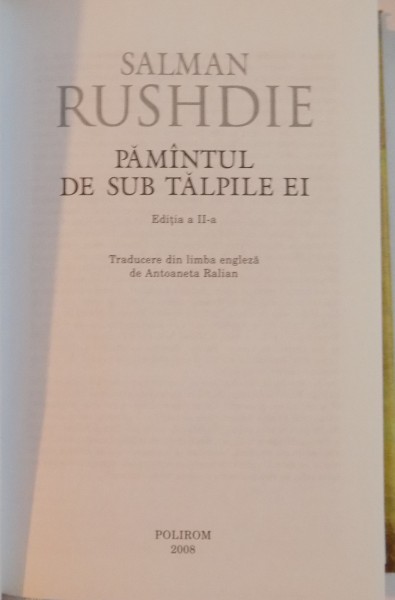 SALMAN
RUSHDIE
PĂMÎNTUL
DE SUB TĂLPILE EI
Ediția a II-a
Traducere din limba engleză
de Antoaneta Ralian
POLIROM
2008